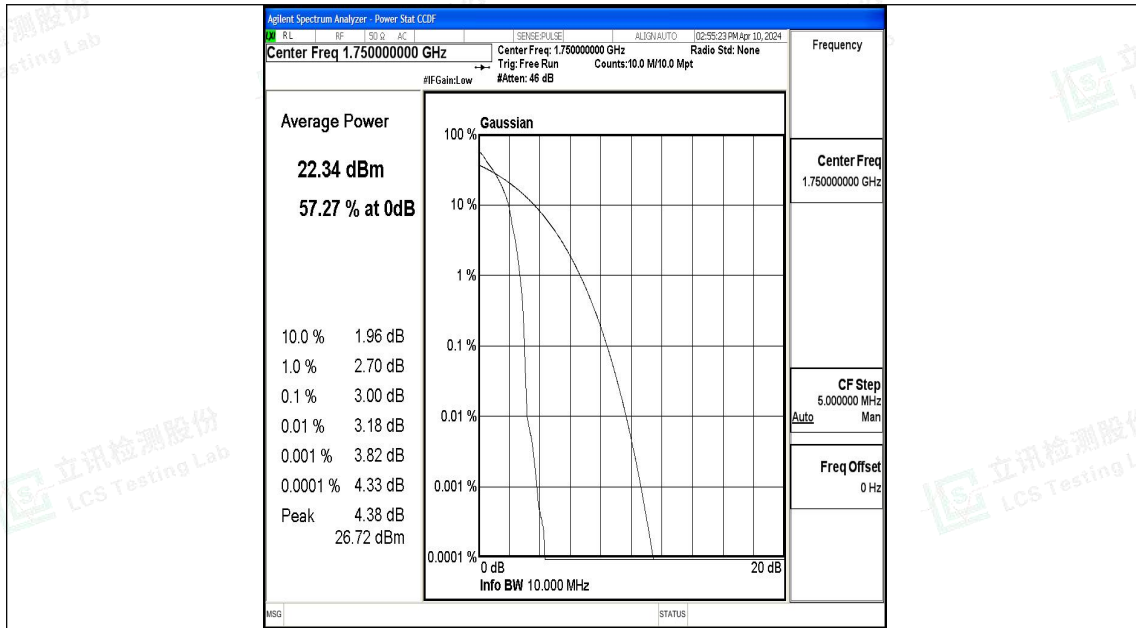 Agilent Spectrum Analyzer - Power Stat CCDF
RL RF 50 Ω AC SENSE:PULSE ALIGN AUTO 02:55:23 PM Apr 10, 2024
Center Freq 1.750000000 GHz
Center Freq: 1.750000000 GHz Radio Std: None
Trig: Free Run Counts:10.0 M/10.0 Mpt
#IFGain:Low #Atten: 46 dB
Frequency
Average Power
22.34 dBm
57.27 % at 0dB
10.0 % 1.96 dB
1.0 % 2.70 dB
0.1 % 3.00 dB
0.01 % 3.18 dB
0.001 % 3.82 dB
0.0001 % 4.33 dB
Peak 4.38 dB
26.72 dBm
Gaussian
100 %
10 %
1 %
0.1 %
0.01 %
0.001 %
0.0001 %
0 dB 20 dB
Info BW 10.000 MHz
Center Freq
1.750000000 GHz
CF Step
5.000000 MHz
Auto Man
Freq Offset
0 Hz
MSG STATUS
立讯检测股份
LCS Testing Lab
立讯检测股份
LCS Testing L